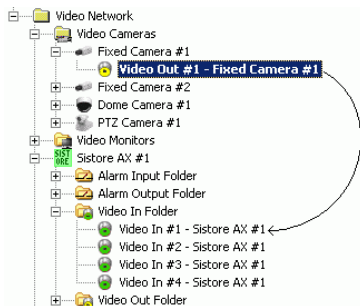 Video Network
Video Cameras
Fixed Camera #1
Video Out #1 - Fixed Camera #1
Fixed Camera #2
Dome Camera #1
PTZ Camera #1
Video Monitors
SIST
ORE
Sistore AX #1
Alarm Input Folder
Alarm Output Folder
Video In Folder
Video In #1 - Sistore AX #1
Video In #2 - Sistore AX #1
Video In #3 - Sistore AX #1
Video In #4 - Sistore AX #1
Video Out Folder